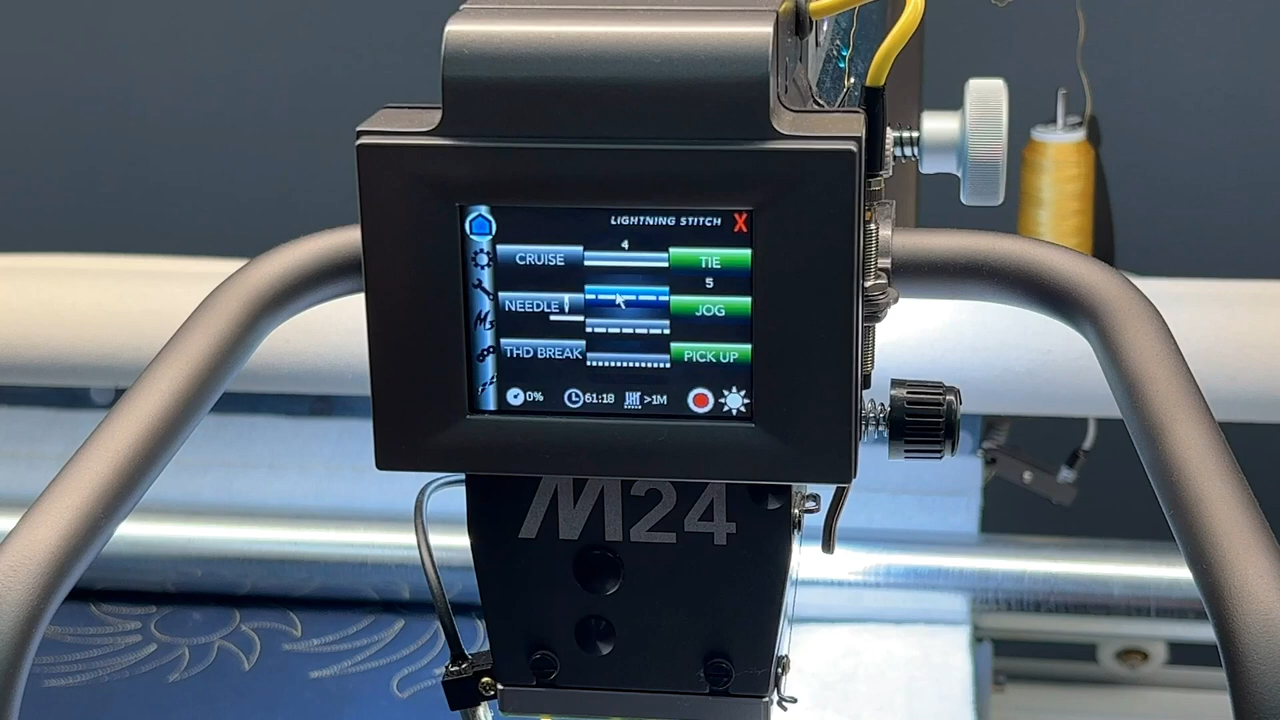 LIGHTNING STITCH X
4
CRUISE TIE
5
NEEDLE JOG
THD BREAK PICK UP
0% 61:18 >1M
M24